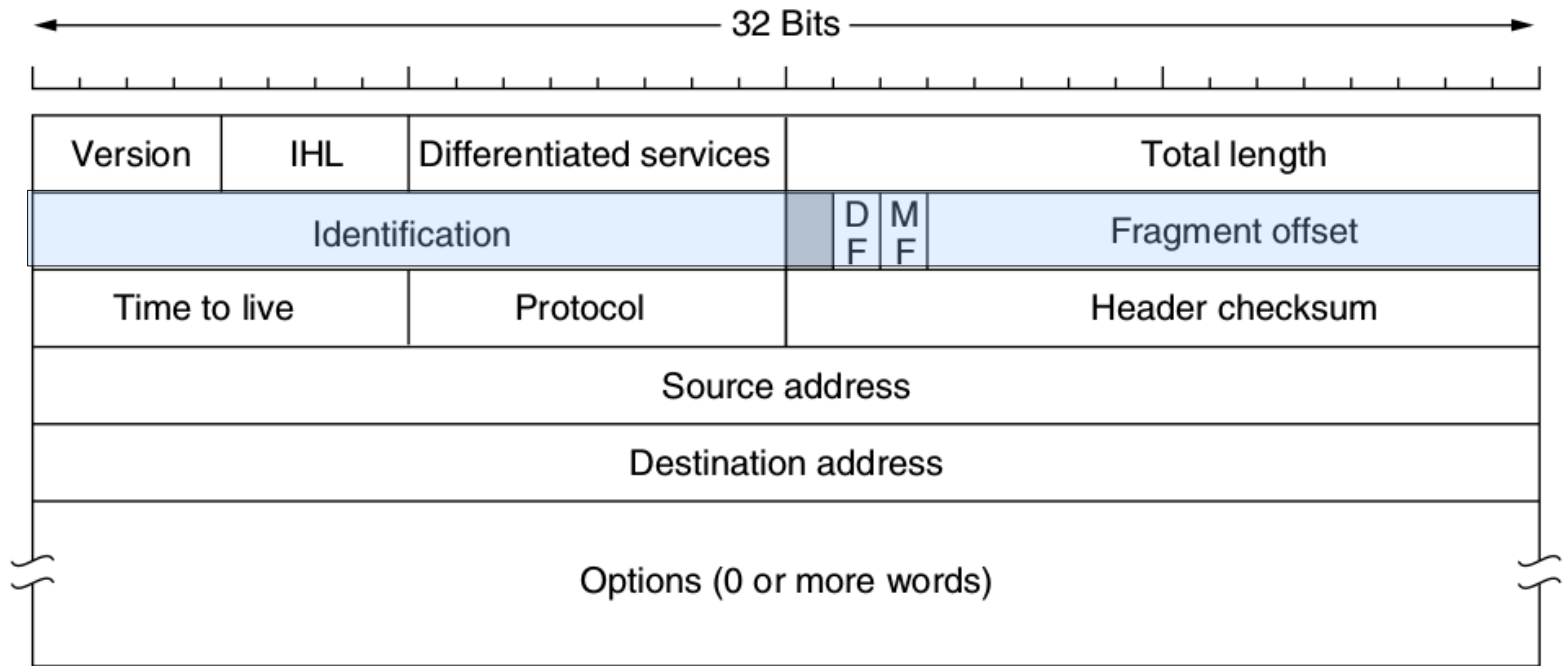 32 Bits
Version IHL Differentiated services Total length
Identification D F M F Fragment offset
Time to live Protocol Header checksum
Source address
Destination address
Options (0 or more words)